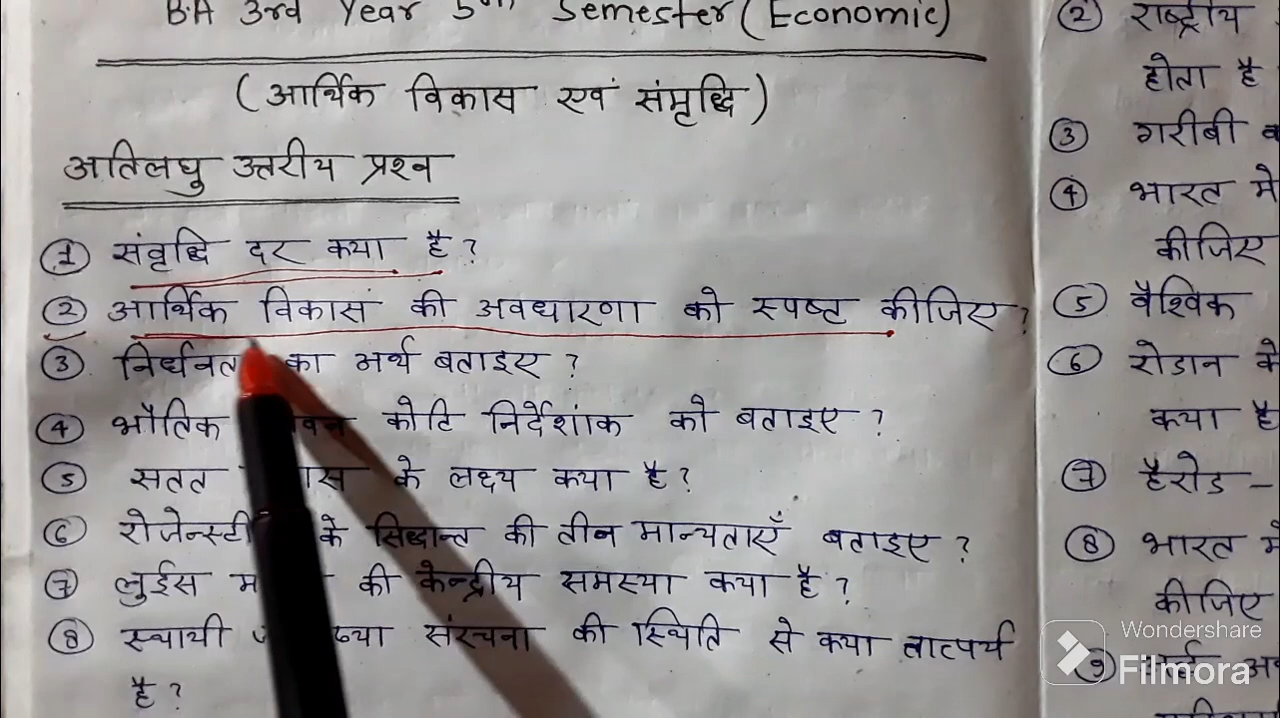 B.A 3rd Year 5th Semester (Economic)
(आर्थिक विकास एवं संमृद्धि)
अतिलघु उत्तरीय प्रश्न
① संवृद्धि दर क्या है ?
② आर्थिक विकास की अवधारणा को स्पष्ट कीजिए ?
③ निर्धनता का अर्थ बताइए ?
④ भौतिक कोटि निर्देशांक को बताइए ?
⑤ सतत के लक्ष्य क्या है ?
⑥ के सिद्धान्त की तीन मान्यताएँ बताइए ?
⑦ लुईस की केन्द्रीय समस्या क्या है ?
⑧ स्थायी संरचना की स्थिति से क्या तात्पर्य
है ?
② राष्ट्रीय
होता है
③ गरीबी
④ भारत मे
कीजिए
⑤ वैश्विक
⑥ रोडान के
क्या है
⑦ हैरोड -
⑧ भारत मे
कीजिए
⑨
Wondershare
Filmora